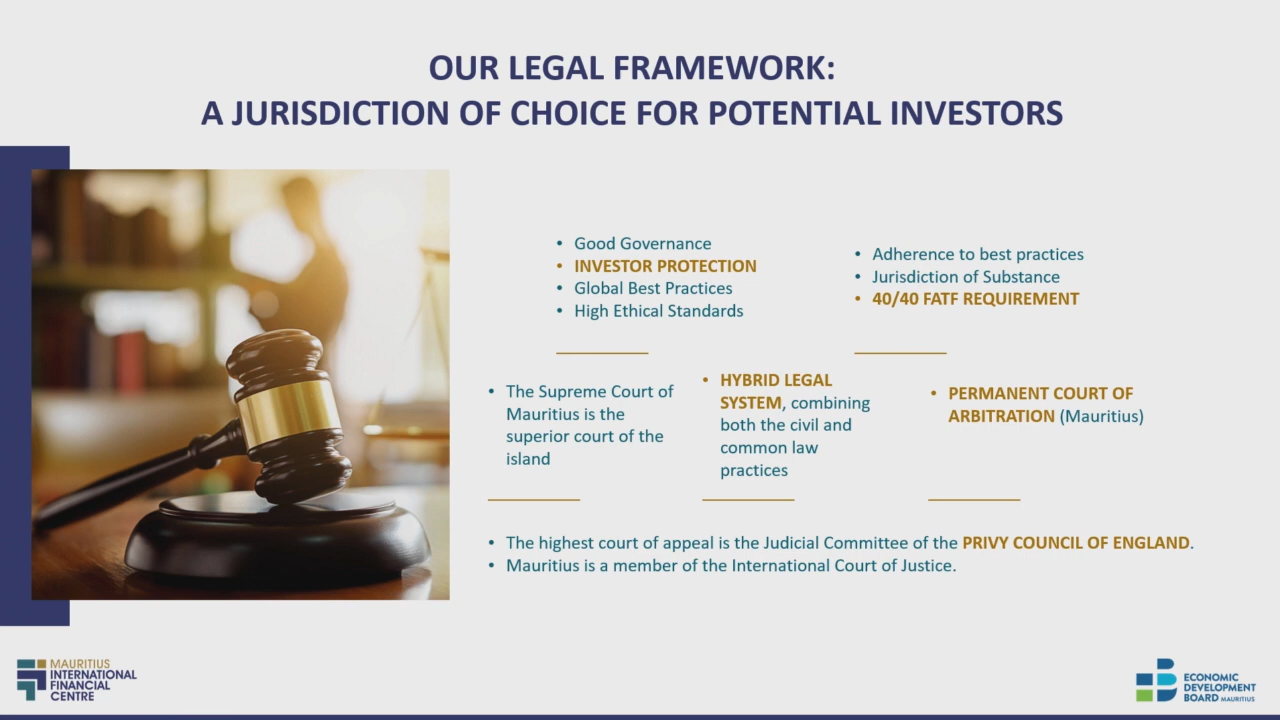 OUR LEGAL FRAMEWORK:
A JURISDICTION OF CHOICE FOR POTENTIAL INVESTORS
• Good Governance
• INVESTOR PROTECTION
• Global Best Practices
• High Ethical Standards
• Adherence to best practices
• Jurisdiction of Substance
• 40/40 FATF REQUIREMENT
• The Supreme Court of
Mauritius is the
superior court of the
island
• HYBRID LEGAL
SYSTEM, combining
both the civil and
common law
practices
• PERMANENT COURT OF
ARBITRATION (Mauritius)
• The highest court of appeal is the Judicial Committee of the PRIVY COUNCIL OF ENGLAND.
• Mauritius is a member of the International Court of Justice.
MAURITIUS
INTERNATIONAL
FINANCIAL
CENTRE
ECONOMIC
DEVELOPMENT
BOARD MAURITIUS